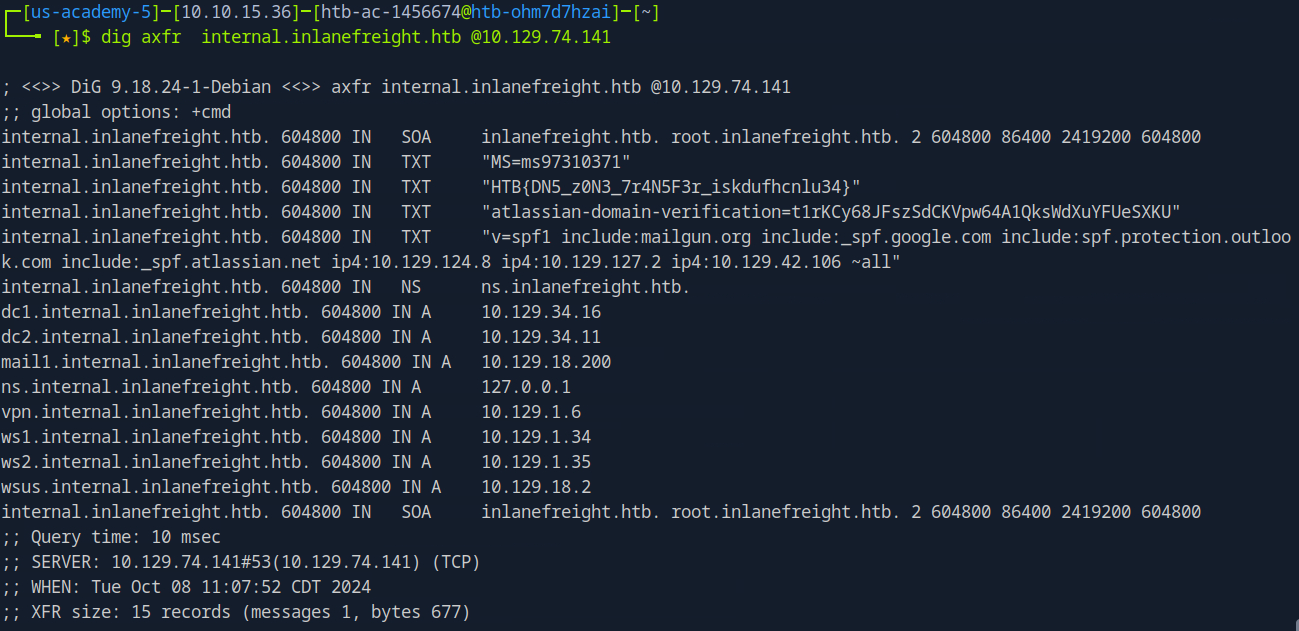 ┌─[us-academy-5]─[10.10.15.36]─[htb-ac-1456674@htb-ohm7d7hzai]─[~]
└──╼ [★]$ dig axfr  internal.inlanefreight.htb @10.129.74.141
; <<>> DiG 9.18.24-1-Debian <<>> axfr internal.inlanefreight.htb @10.129.74.141
;; global options: +cmd
internal.inlanefreight.htb. 604800 IN   SOA     inlanefreight.htb. root.inlanefreight.htb. 2 604800 86400 2419200 604800
internal.inlanefreight.htb. 604800 IN   TXT     "MS=ms97310371"
internal.inlanefreight.htb. 604800 IN   TXT     "HTB{DN5_z0N3_7r4N5F3r_iskdufhcnlu34}"
internal.inlanefreight.htb. 604800 IN   TXT     "atlassian-domain-verification=t1rKCy68JFszSdCKVpw64A1QksWdXuYFUeSXKU"
internal.inlanefreight.htb. 604800 IN   TXT     "v=spf1 include:mailgun.org include:_spf.google.com include:spf.protection.outloo
k.com include:_spf.atlassian.net ip4:10.129.124.8 ip4:10.129.127.2 ip4:10.129.42.106 ~all"
internal.inlanefreight.htb. 604800 IN   NS      ns.inlanefreight.htb.
dc1.internal.inlanefreight.htb. 604800 IN A     10.129.34.16
dc2.internal.inlanefreight.htb. 604800 IN A     10.129.34.11
mail1.internal.inlanefreight.htb. 604800 IN A   10.129.18.200
ns.internal.inlanefreight.htb. 604800 IN A      127.0.0.1
vpn.internal.inlanefreight.htb. 604800 IN A     10.129.1.6
ws1.internal.inlanefreight.htb. 604800 IN A     10.129.1.34
ws2.internal.inlanefreight.htb. 604800 IN A     10.129.1.35
wsus.internal.inlanefreight.htb. 604800 IN A    10.129.18.2
internal.inlanefreight.htb. 604800 IN   SOA     inlanefreight.htb. root.inlanefreight.htb. 2 604800 86400 2419200 604800
;; Query time: 10 msec
;; SERVER: 10.129.74.141#53(10.129.74.141) (TCP)
;; WHEN: Tue Oct 08 11:07:52 CDT 2024
;; XFR size: 15 records (messages 1, bytes 677)